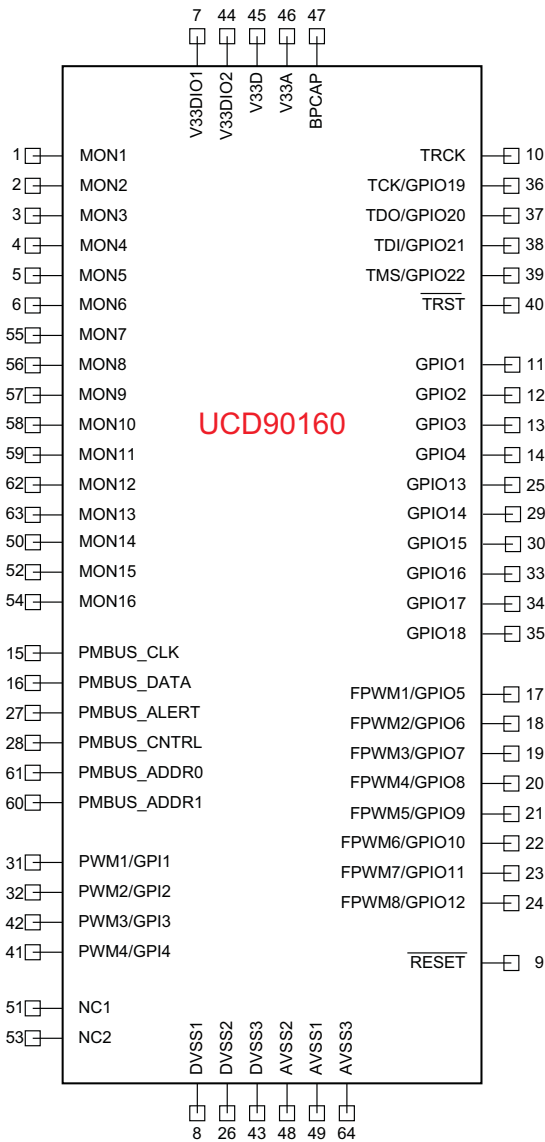 7 44 45 46 47
V33DIO1 V33DIO2 V33D V33A BPCAP
1 MON1 TRCK 10
2 MON2 TCK/GPIO19 36
3 MON3 TDO/GPIO20 37
4 MON4 TDI/GPIO21 38
5 MON5 TMS/GPIO22 39
6 MON6 TRST 40
55 MON7
56 MON8 GPIO1 11
57 MON9 GPIO2 12
58 MON10 UCD90160 GPIO3 13
59 MON11 GPIO4 14
62 MON12 GPIO13 25
63 MON13 GPIO14 29
50 MON14 GPIO15 30
52 MON15 GPIO16 33
54 MON16 GPIO17 34
GPIO18 35
15 PMBUS_CLK
16 PMBUS_DATA FPWM1/GPIO5 17
27 PMBUS_ALERT FPWM2/GPIO6 18
28 PMBUS_CNTRL FPWM3/GPIO7 19
61 PMBUS_ADDR0 FPWM4/GPIO8 20
60 PMBUS_ADDR1 FPWM5/GPIO9 21
FPWM6/GPIO10 22
31 PWM1/GPI1 FPWM7/GPIO11 23
32 PWM2/GPI2 FPWM8/GPIO12 24
42 PWM3/GPI3
41 PWM4/GPI4 RESET 9
51 NC1
53 NC2
DVSS1 DVSS2 DVSS3 AVSS2 AVSS1 AVSS3
8 26 43 48 49 64